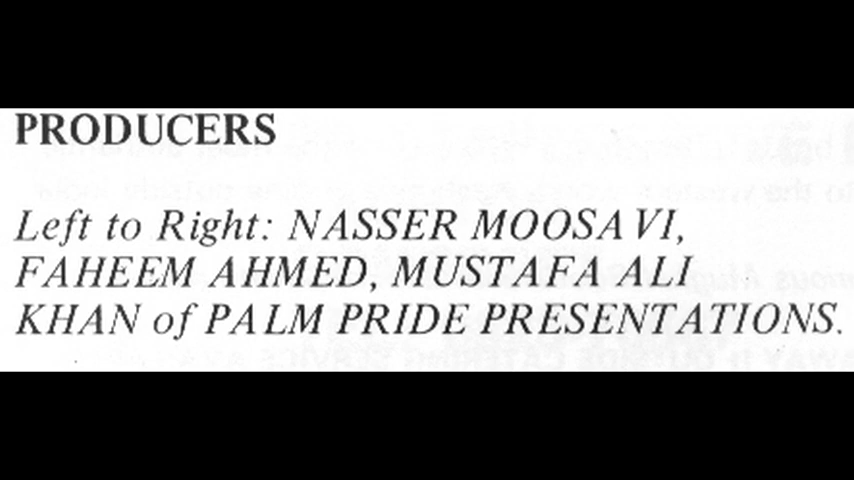 PRODUCERS
Left to Right: NASSER MOOSAVI,
FAHEEM AHMED, MUSTAFA ALI
KHAN of PALM PRIDE PRESENTATIONS.